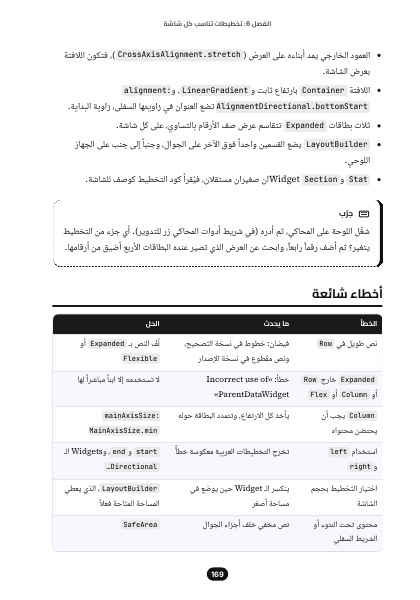 الفصل 6: تخطيطات تناسب كل شاشة
• العمود الخارجي يمد أبناءه على العرض (CrossAxisAlignment.stretch)، فتكون اللافتة
بعرض الشاشة.
• اللافتة Container بارتفاع ثابت و LinearGradient، و alignment:
AlignmentDirectional.bottomStart تضع العنوان في زاويتها السفلى، زاوية البداية.
• ثلاث بطاقات Expanded تتقاسم عرض صف الأرقام بالتساوي، على كل شاشة.
• LayoutBuilder يضع القسمين واحداً فوق الآخر على الجوال، وجنباً إلى جنب على الجهاز
اللوحي.
• Stat و Section Widgetان صغيران مستقلان، فيُقرأ كود التخطيط كوصف للشاشة.
جرّب
شغّل اللوحة على المحاكي، ثم أدره (في شريط أدوات المحاكي زر للتدوير). أي جزء من التخطيط
يتغير؟ ثم أضف رقماً رابعاً، وابحث عن العرض الذي تصير عنده البطاقات الأربع أضيق من أرقامها.
أخطاء شائعة
الخطأ ما يحدث الحل
نص طويل في Row فيضان: خطوط في نسخة التصحيح، لُفّ النص بـ Expanded أو
ونص مقطوع في نسخة الإصدار Flexible
Expanded خارج Row خطأ: «Incorrect use of لا تستخدمه إلا ابناً مباشراً لها
أو Column أو Flex ParentDataWidget»
Column يجب أن يأخذ كل الارتفاع، وتتمدد البطاقة حوله mainAxisSize:
يحتضن محتواه MainAxisSize.min
استخدام left تخرج التخطيطات العربية معكوسة خطأً start و end، وWidgets الـ
و right Directional…
اختيار التخطيط بحجم ينكسر الـ Widget حين يوضع في LayoutBuilder، الذي يعطي
الشاشة مساحة أصغر المساحة المتاحة فعلاً
محتوى تحت النتوء أو نص مخفي خلف أجزاء الجوال SafeArea
الشريط السفلي
169